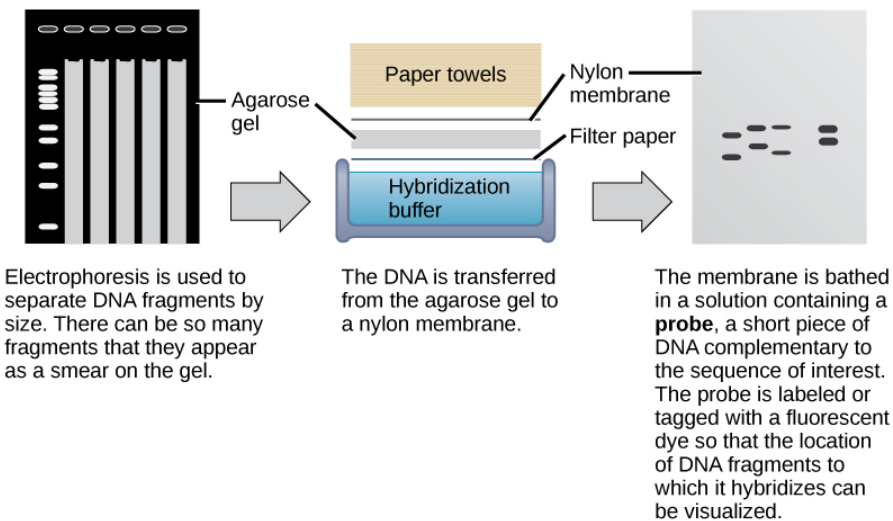 Paper towels
Agarose
gel
Nylon
membrane
Filter paper
Hybridization
buffer
Electrophoresis is used to
separate DNA fragments by
size. There can be so many
fragments that they appear
as a smear on the gel.
The DNA is transferred
from the agarose gel to
a nylon membrane.
The membrane is bathed
in a solution containing a
probe, a short piece of
DNA complementary to
the sequence of interest.
The probe is labeled or
tagged with a fluorescent
dye so that the location
of DNA fragments to
which it hybridizes can
be visualized.